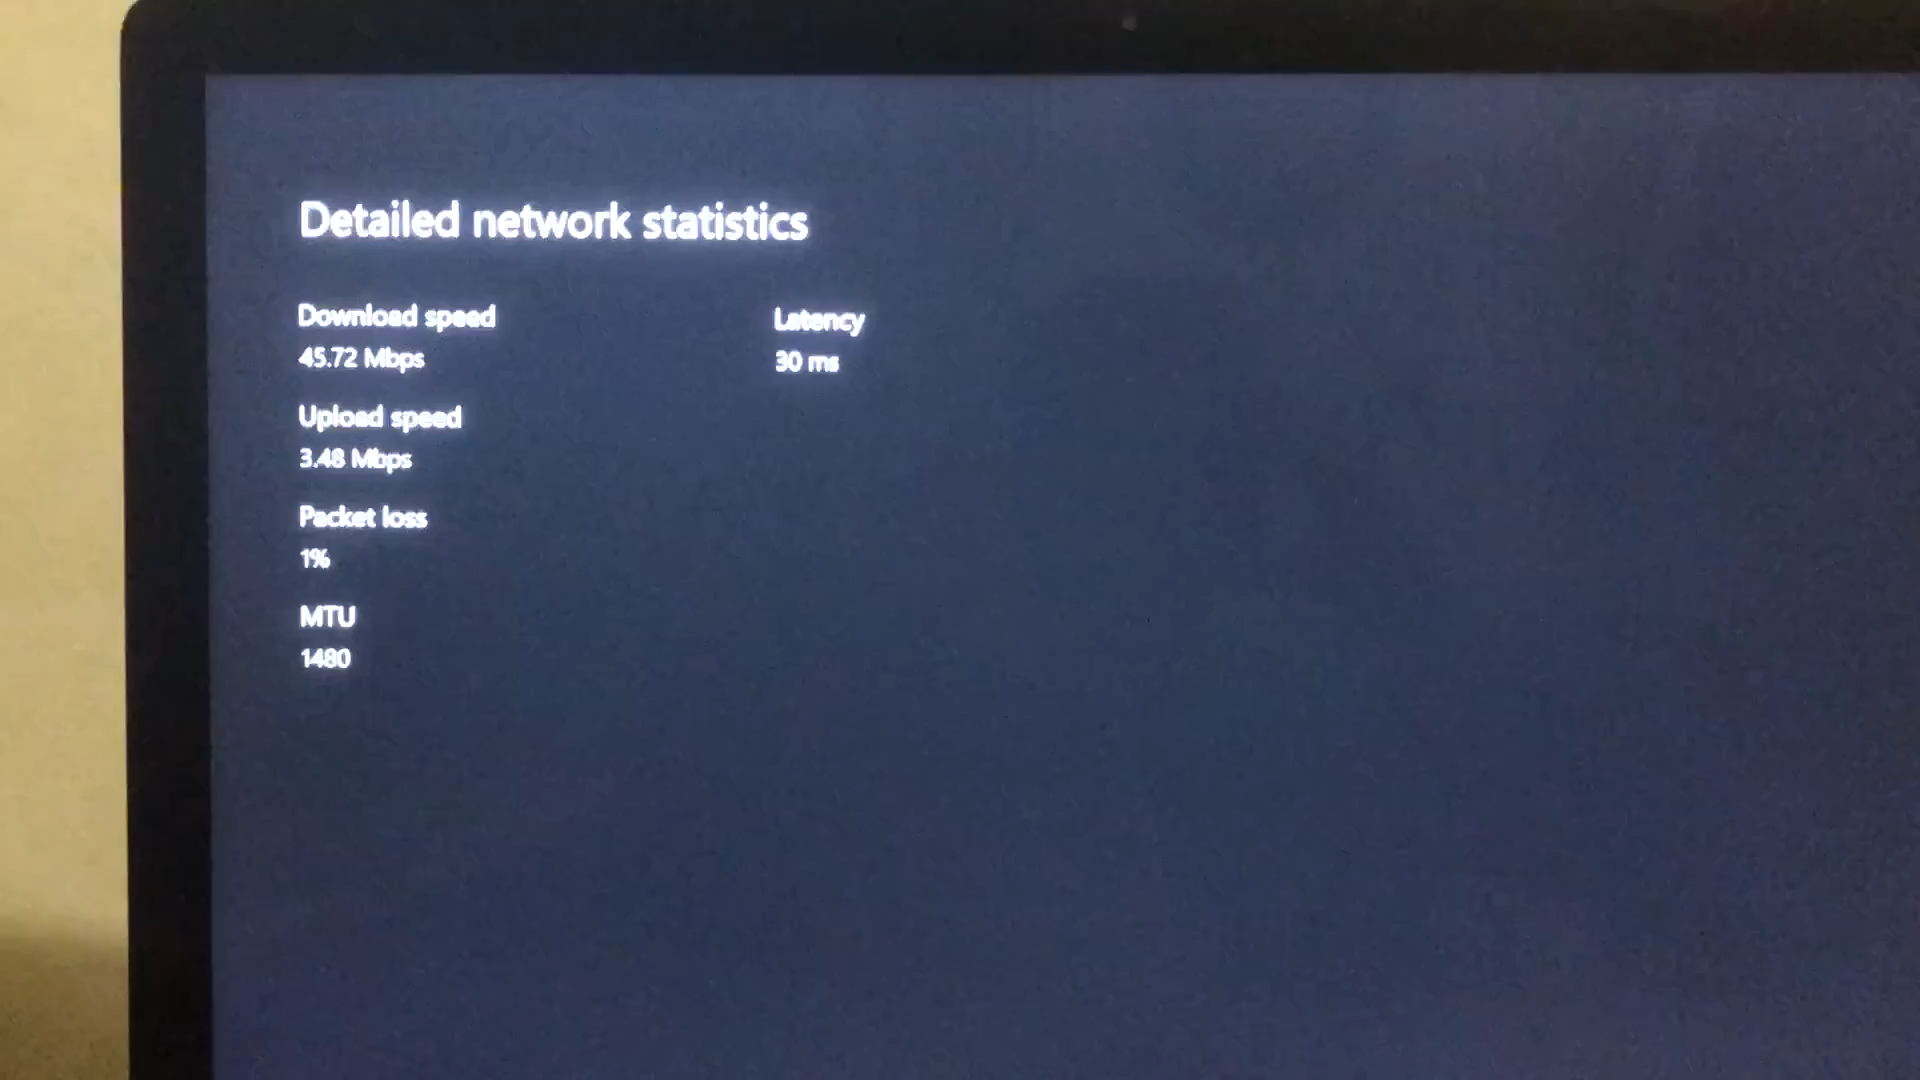 Detailed network statistics
Download speed
45.72 Mbps
Upload speed
3.48 Mbps
Packet loss
1%
MTU
1480
Latency
30 ms